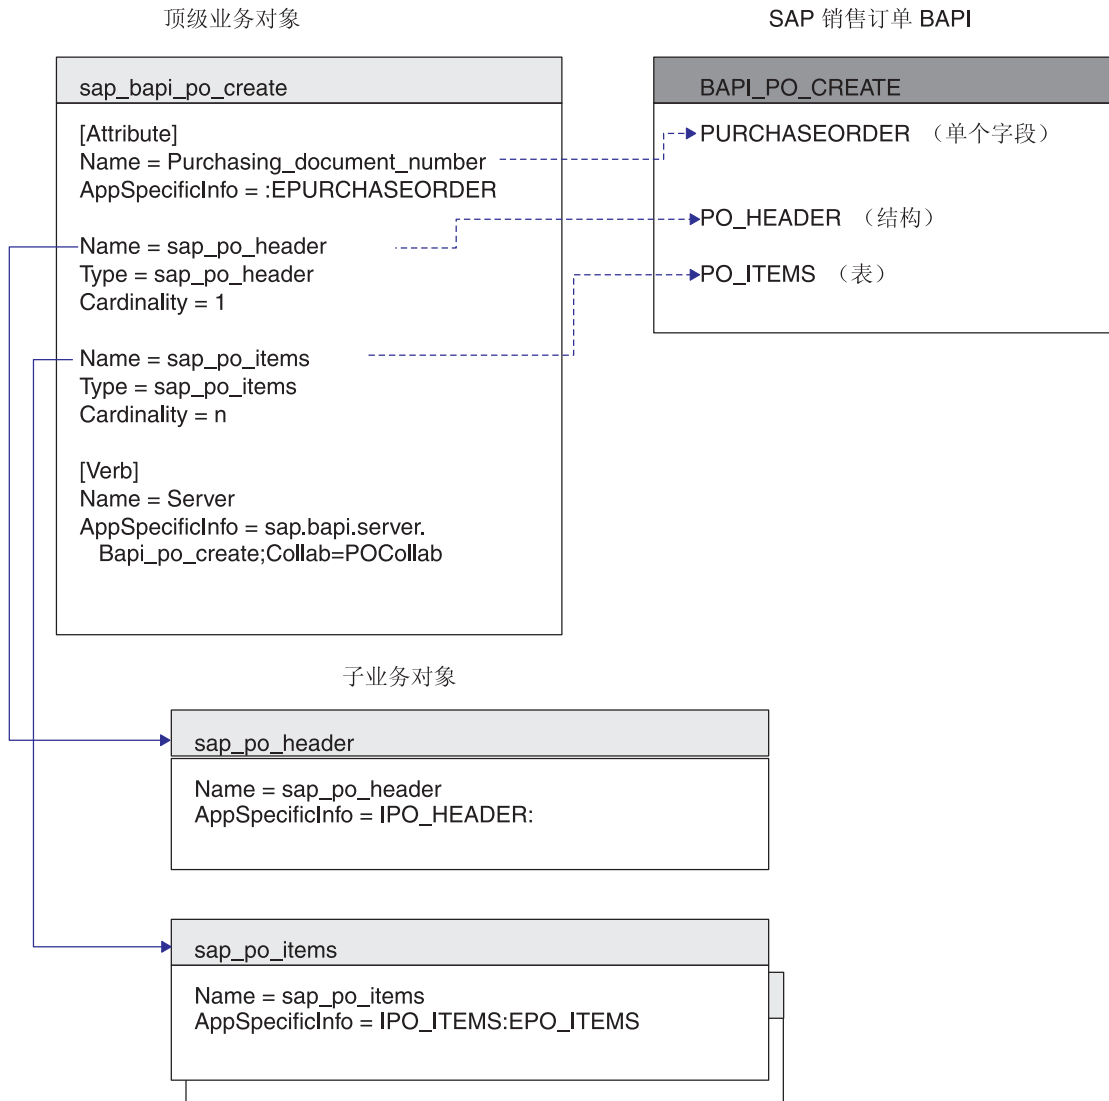 顶级业务对象
SAP 销售订单 BAPI
sap_bapi_po_create
[Attribute]
Name = Purchasing_document_number
AppSpecificInfo = :EPURCHASEORDER
Name = sap_po_header
Type = sap_po_header
Cardinality = 1
Name = sap_po_items
Type = sap_po_items
Cardinality = n
[Verb]
Name = Server
AppSpecificInfo = sap.bapi.server.
Bapi_po_create;Collab=POCollab
BAPI_PO_CREATE
PURCHASEORDER （单个字段）
PO_HEADER （结构）
PO_ITEMS （表）
子业务对象
sap_po_header
Name = sap_po_header
AppSpecificInfo = IPO_HEADER:
sap_po_items
Name = sap_po_items
AppSpecificInfo = IPO_ITEMS:EPO_ITEMS